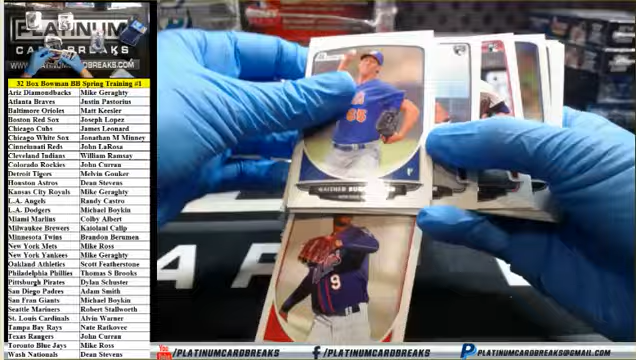 PLATINUM
CARD BREAKS
PLATINUMCARDBREAKS.COM
32 Box Bowman BB Spring Training #1
Ariz Diamondbacks Mike Geraghty
Atlanta Braves Justin Pastorius
Baltimore Orioles Matt Keesler
Boston Red Sox Joseph Lopez
Chicago Cubs James Leonard
Chicago White Sox Jonathan M Minney
Cincinnati Reds John LaRosa
Cleveland Indians William Ramsay
Colorado Rockies John Curran
Detroit Tigers Melvin Gouker
Houston Astros Dean Stevens
Kansas City Royals Mike Geraghty
L.A. Angels Randy Castro
L.A. Dodgers Michael Boykin
Miami Marlins Colby Albert
Milwaukee Brewers Kaiolani Calip
Minnesota Twins Brandon Berumen
New York Mets Mike Ross
New York Yankees Mike Geraghty
Oakland Athletics Scott Featherstone
Philadelphia Phillies Thomas S Brooks
Pittsburg Pirates Dylan Schuster
San Diego Padres Adam Smith
San Fran Giants Michael Boykin
Seattle Mariners Robert Stallworth
St. Louis Cardinals Alvin Warner
Tampa Bay Rays Nate Ratkovec
Texas Rangers John Curran
Toronto Blue Jays Mike Ross
Wash Nationals Dean Stevens
9
You Tube /PLATINUMCARDBREAKS
f /PLATINUMCARDBREAKS
P PLATINUMCARDBREAKS@GMAIL.COM